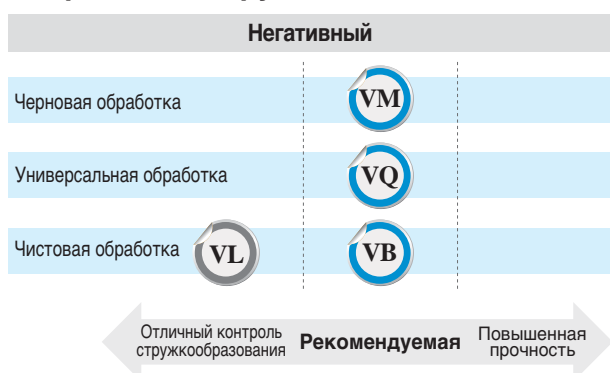 Негативный
Черновая обработка
VM
Универсальная обработка
VQ
Чистовая обработка
VL
VB
Отличный контроль
стружкообразования
Рекомендуемая
Повышенная
прочность